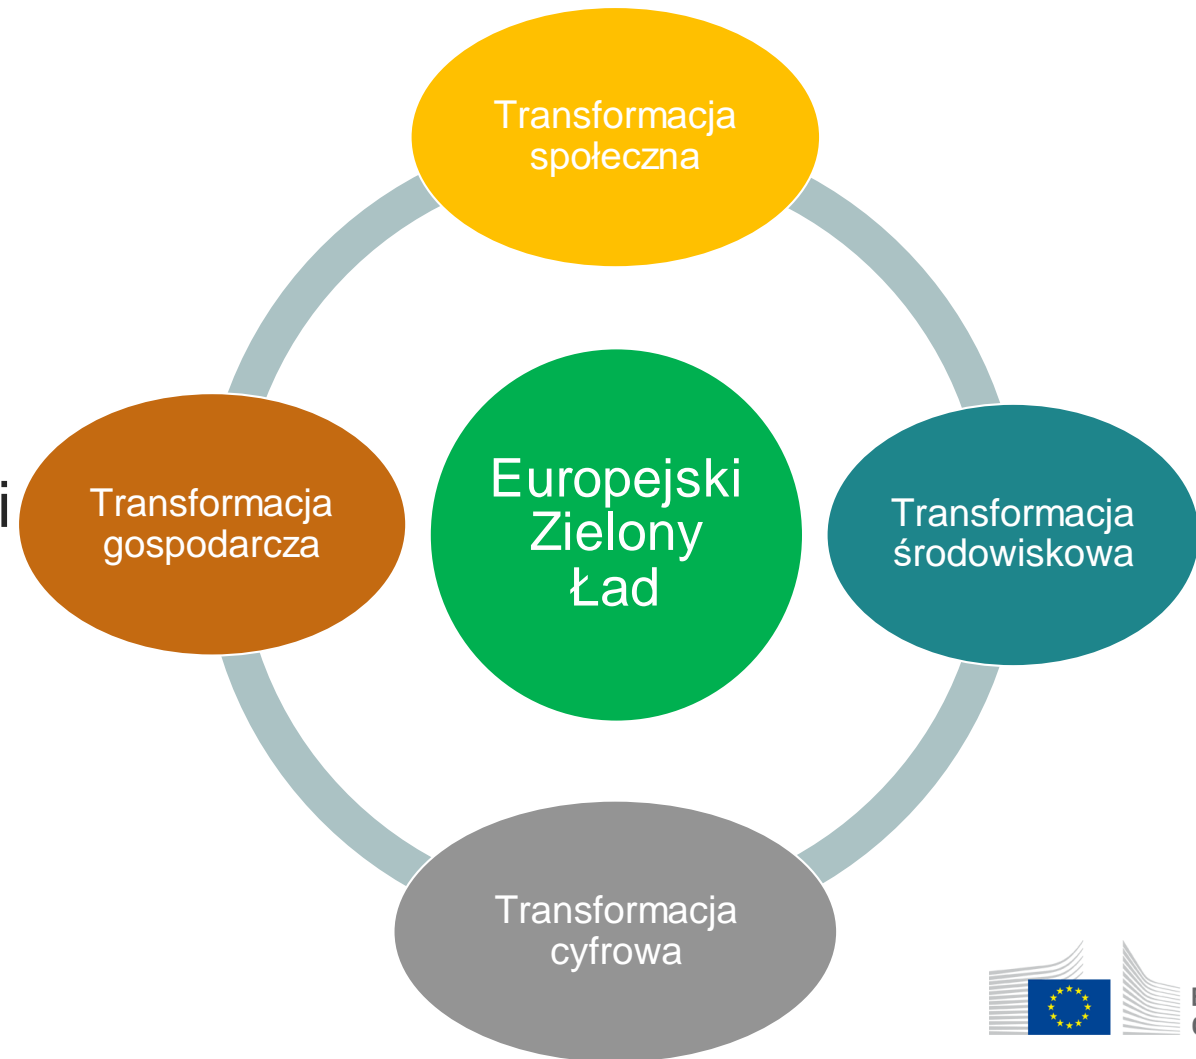 Transformacja
społeczna
i
Transformacja
gospodarcza
Europejski
Zielony
Ład
Transformacja
środowiskowa
Transformacja
cyfrowa